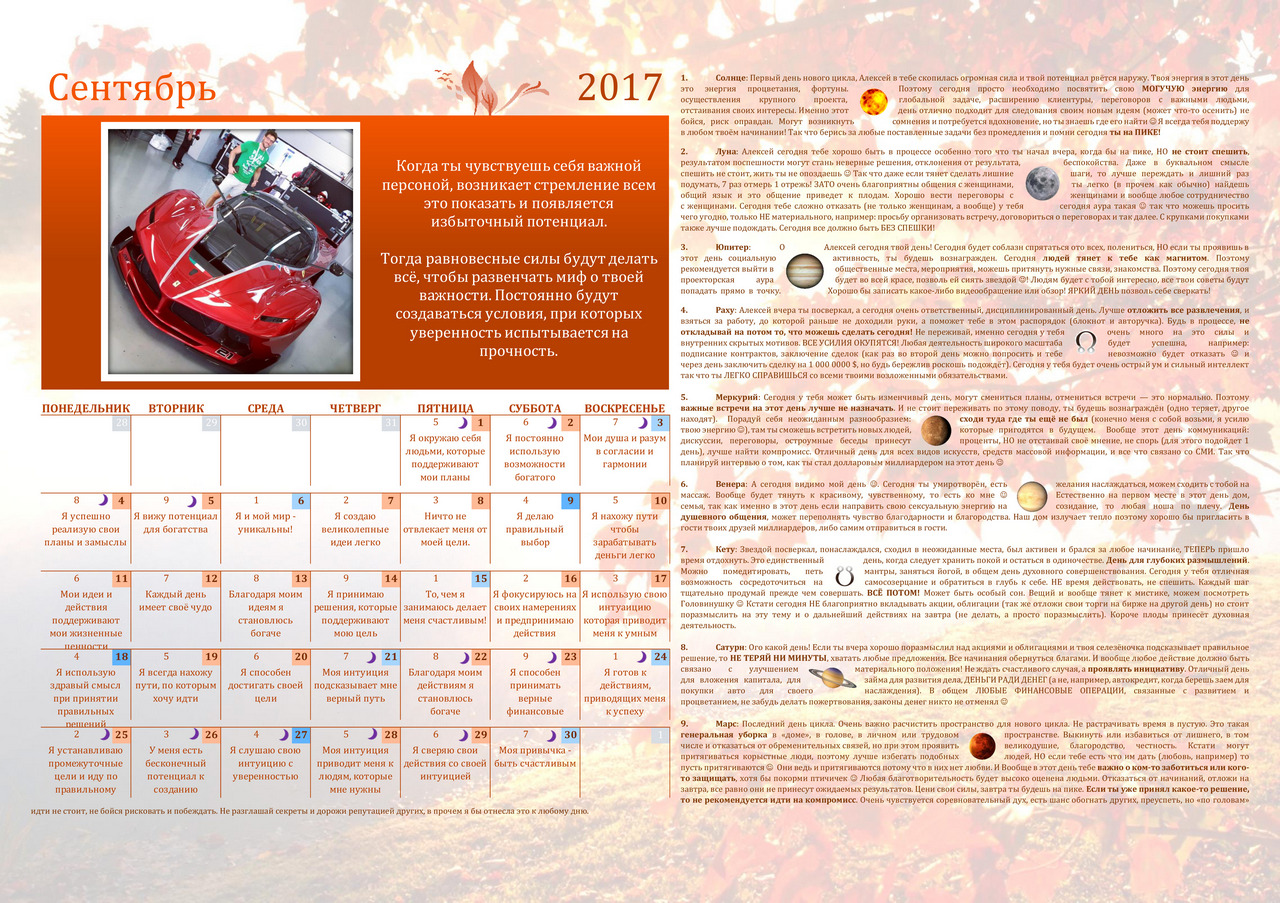 Сентябрь
2017
Когда ты чувствуешь себя важной
персоной, возникает стремление всем
это показать и появляется
избыточный потенциал.
Тогда равновесные силы будут делать
всё, чтобы развенчать миф о твоей
важности. Постоянно будут
создаваться условия, при которых
уверенность испытывается на
прочность.
ПОНЕДЕЛЬНИК ВТОРНИК СРЕДА ЧЕТВЕРГ ПЯТНИЦА СУББОТА ВОСКРЕСЕНЬЕ
28 29 30 31 5 1 6 2 7 3
Я окружаю себя
людьми, которые
поддерживают
мои планы
Я постоянно
использую
возможности
богатого
Мои душа и разум
в согласии и
гармонии
8 4 9 5 1 6 2 7 3 8 4 9 5 10
Я успешно
реализую свои
планы и замыслы
Я вижу потенциал
для богатства
Я и мой мир -
уникальны!
Я создаю
великолепные
идеи легко
Ничто не
отвлекает меня от
моей цели.
Я делаю
правильный
выбор
Я нахожу пути
чтобы
зарабатывать
деньги легко
6 11 7 12 8 13 9 14 1 15 2 16 3 17
Мои идеи и
действия
поддерживают
мои жизненные
ценности
Каждый день
имеет своё чудо
Благодаря моим
идеям я
становлюсь
богаче
Я принимаю
решения, которые
поддерживают
мою цель
То, чем я
занимаюсь делает
меня счастливым!
Я фокусируюсь на
своих намерениях
и предпринимаю
действия
Я использую свою
интуицию
которая приводит
меня к умным
4 18 5 19 6 20 7 21 8 22 9 23 1 24
Я использую
здравый смысл
при принятии
правильных
решений
Я всегда нахожу
пути, по которым
хочу идти
Я способен
достигать своей
цели
Моя интуиция
подсказывает мне
верный путь
Благодаря моим
действиям я
становлюсь
богаче
Я способен
принимать
верные
финансовые
Я готов к
действиям,
приводящих меня
к успеху
2 25 3 26 4 27 5 28 6 29 7 30 1
Я устанавливаю
промежуточные
цели и иду по
правильному
У меня есть
бесконечный
потенциал к
созданию
Я слушаю свою
интуицию с
уверенностью
Моя интуиция
приводит меня к
людям, которые
мне нужны
Я сверяю свои
действия со своей
интуицией
Моя привычка -
быть счастливым
идти не стоит, не бойся рисковать и побеждать. Не разглашай секреты и дорожи репутацией других, в прочем я бы отнесла это к любому дню.
1. Солнце: Первый день нового цикла, Алексей в тебе скопилась огромная сила и твой потенциал рвётся наружу. Твоя энергия в этот день
это энергия процветания, фортуны. Поэтому сегодня просто необходимо посвятить свою МОГУЧУЮ энергию для
осуществления крупного проекта, глобальной задаче, расширению клиентуры, переговоров с важными людьми,
отстаивания своих интересы. Именно этот день отлично подходит для следования своим новым идеям (может что-то осенить) не
бойся, риск оправдан. Могут возникнуть сомнения и потребуется вдохновение, но ты знаешь где его найти ☺ Я всегда тебя поддержу
в любом твоём начинании! Так что берись за любые поставленные задачи без промедления и помни сегодня ты на ПИКЕ!
2. Луна: Алексей сегодня тебе хорошо быть в процессе особенно того что ты начал вчера, когда бы на пике, НО не стоит спешить,
результатом поспешности могут стань неверные решения, отклонения от результата, беспокойства. Даже в буквальном смысле
спешить не стоит, жить ты не опоздаешь ☺ Так что даже если тянет сделать лишние шаги, то лучше переждать и лишний раз
подумать, 7 раз отмерь 1 отрежь! ЗАТО очень благоприятны общения с женщинами, ты легко (в прочем как обычно) найдешь
общий язык и это общение приведет к плодам. Хорошо вести переговоры с женщинами и вообще любое сотрудничество
с женщинами. Сегодня тебе сложно отказать (не только женщинам, а вообще) у тебя сегодня аура такая ☺ так что можешь просить
чего угодно, только НЕ материального, например: просьбу организовать встречу, договориться о переговорах и так далее. С крупками покупками
также лучше подождать. Сегодня все должно быть БЕЗ СПЕШКИ!
3. Юпитер: О Алексей сегодня твой день! Сегодня будет соблазн спрятаться ото всех, полениться, НО если ты проявишь в
этот день социальную активность, ты будешь вознагражден. Сегодня людей тянет к тебе как магнитом. Поэтому
рекомендуется выйти в общественные места, мероприятия, можешь притянуть нужные связи, знакомства. Поэтому сегодня твоя
проекторская аура будет во всей красе, позволь ей снять звездой ☺! Людям будет с тобой интересно, все твои советы будут
попадать прямо в точку. Хорошо бы записать какое-либо видеообращение или обзор! ЯРКИЙ ДЕНЬ позволь себе сверкать!
4. Раху: Алексей вчера ты посверкал, а сегодня очень ответственный, дисциплинированный день. Лучше отложить все развлечения, и
взяться за работу, до которой раньше не доходили руки, а поможет тебе в этом распорядок (блокнот и авторучка). Будь в процессе, не
откладывай на потом то, что можешь сделать сегодня! Не переживай, именно сегодня у тебя очень много на это силы и
внутренних скрытых мотивов. ВСЕ УСИЛИЯ ОКУПЯТСЯ! Любая деятельность широкого масштаба будет успешна, например:
подписание контрактов, заключение сделок (как раз во второй день можно попросить и тебе невозможно будет отказать ☺ и
через день заключить сделку на 1 000 0000 $, но будь бережлив роскошь подождёт). Сегодня у тебя будет очень острый ум и сильный интеллект
так что ты ЛЕГКО СПРАВИШЬСЯ со всеми твоими возложенными обязательствами.
5. Меркурий: Сегодня у тебя может быть изменчивый день, могут смениться планы, отмениться встречи — это нормально. Поэтому
важные встречи на этот день лучше не назначать. И не стоит переживать по этому поводу, ты будешь вознаграждён (одно теряет, другое
находят). Порадуй себя неожиданным разнообразием: сходи туда где ты ещё не был (конечно меня с собой возьми, я усилю
твою энергию ☺), там ты сможешь встретить новых людей, которые пригодятся в будущем. Вообще этот день коммуникаций:
дискуссии, переговоры, остроумные беседы принесут проценты, НО не отстаивай своё мнение, не спорь (для этого подойдет 1
день), лучше найти компромисс. Отличный день для всех видов искусств, средств массовой информации, и все что связано со СМИ. Так что
планируй интервью о том, как ты стал долларовым миллиардером на этот день ☺
6. Венера: А сегодня видимо мой день ☺. Сегодня ты умиротворён, есть желания наслаждаться, можем сходить тобой на
массаж. Вообще будет тянуть к красивому, чувственному, то есть ко мне ☺ Естественно на первом месте в этот день дом,
семья, так как именно в этот день если направить свою сексуальную энергию на созидание, то любая ноша по плечу. День
душевного общения, может переполнять чувство благодарности и благородства. Наш дом излучает тепло поэтому хорошо бы пригласить в
гости твоих друзей миллиардеров, либо самим отправиться в гости.
7. Кету: Звездой посверкал, понаслаждался, сходил в неожиданные места, был активен и брался за любое начинание, ТЕПЕРЬ пришло
время отдохнуть. Это единственный день, когда следует хранить покой и остаться в одиночестве. День для глубоких размышлений.
Можно помедитировать, петь мантры, заняться йогой, в общем день духовного совершенствования. Сегодня у тебя отличная
возможность сосредоточиться на самосозерцание и обратиться в глубь к себе. НЕ время действовать, не спешить. Каждый шаг
тщательно продумай прежде чем совершать. ВСЁ ПОТОМ! Может быть особый сон. Вещий и вообще тянет к мистике, можем посмотреть
Головинушку ☺ Кстати сегодня НЕ благоприятно вкладывать акции, облигации (так же отложи свои торги на бирже на другой день) но стоит
поразмыслить на эту тему и о дальнейший действиях на завтра (не делать, а просто поразмыслить). Короче плоды принесёт духовная
деятельность.
8. Сатурн: Ого какой день! Если ты вчера хорошо поразмыслил над акциями и облигациями и твоя селезёночка подсказывает правильное
решение, то НЕ ТЕРЯЙ НИ МИНУТЫ, хватать любые предложения. Все начинания обернуться благами. И вообще любое действие должно быть
связано с улучшением материального положения! Не ждать счастливого случая, а проявлять инициативу. Отличный день
для вложения капитала, для займа для развития дела, ДЕНЬГИ РАДИ ДЕНЕГ (а не, например, автокредит, когда берешь заем для
покупки авто для своего наслаждения). В общем ЛЮБЫЕ ФИНАНСОВЫЕ ОПЕРАЦИИ, связанные с развитием и
процветанием, не забудь делать пожертвования, законы денег никто не отменял ☺
9. Марс: Последний день цикла. Очень важно расчистить пространство для нового цикла. Не растрачивать время в пустую. Это такая
генеральная уборка в «доме», в голове, в личном или трудовом пространстве. Выкинуть или избавиться от лишнего, в том
числе и отказаться от обременительных связей, но при этом проявить великодушие, благородство, честность. Кстати могут
притягиваться корыстные люди, поэтому лучше избегать подобных людей, НО если тебе есть что им дать (любовь, например) то
пусть притягиваются ☺ Они ведь и притягиваются потому что в них нет любви. И Вообще в этот день тебе важно о ком-то заботиться или кого-
то защищать, хотя бы покорми птичичек ☺ Любая благотворительность будет высоко оценена людьми. Отказаться от начинаний, отложи на
завтра, все равно они не принесут ожидаемых результатов. Цени свои силы, завтра ты будешь на пике. Если ты уже принял какое-то решение,
то не рекомендуется идти на компромисс. Очень чувствуется соревновательный дух, есть шанс обогнать других, преуспеть, но «по головам»